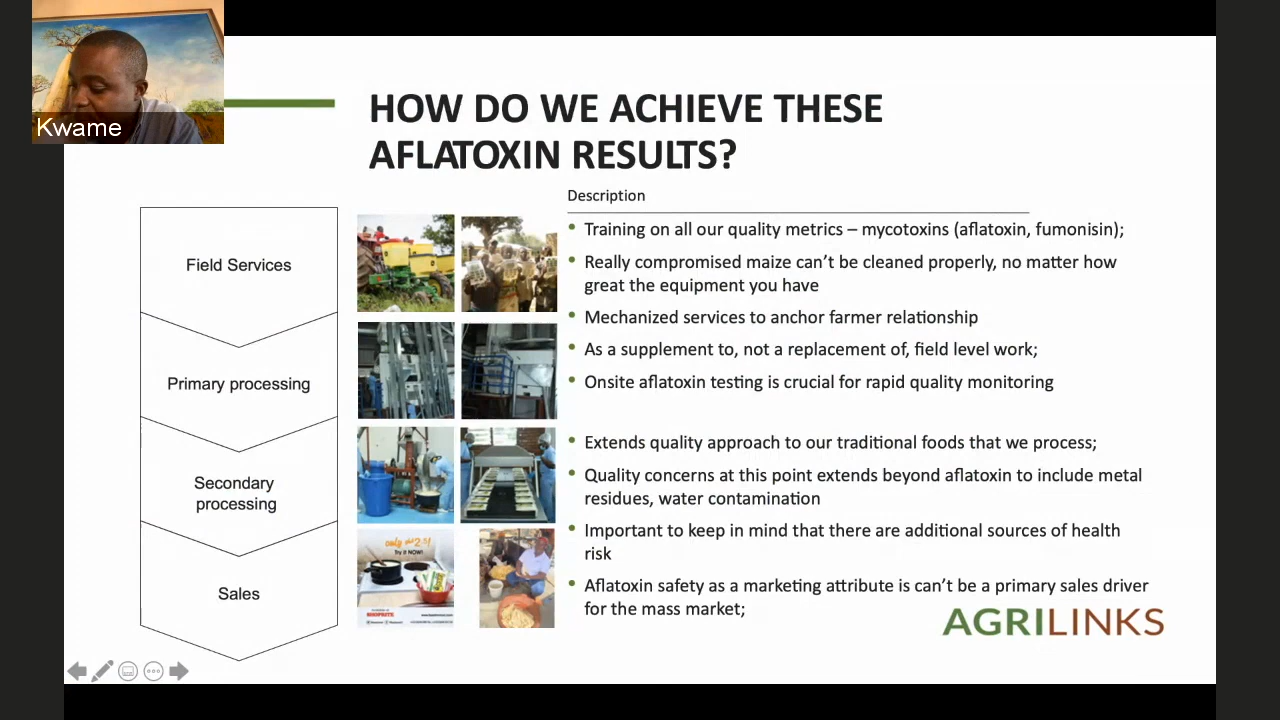 Kwame
HOW DO WE ACHIEVE THESE
AFLATOXIN RESULTS?
Description
Field Services
• Training on all our quality metrics – mycotoxins (aflatoxin, fumonisin);
• Really compromised maize can't be cleaned properly, no matter how
great the equipment you have
• Mechanized services to anchor farmer relationship
Primary processing
• As a supplement to, not a replacement of, field level work;
• Onsite aflatoxin testing is crucial for rapid quality monitoring
Secondary
processing
• Extends quality approach to our traditional foods that we process;
• Quality concerns at this point extends beyond aflatoxin to include metal
residues, water contamination
• Important to keep in mind that there are additional sources of health
risk
Sales
Try it NOW!
• Aflatoxin safety as a marketing attribute is can't be a primary sales driver
for the mass market;
AGRILINKS